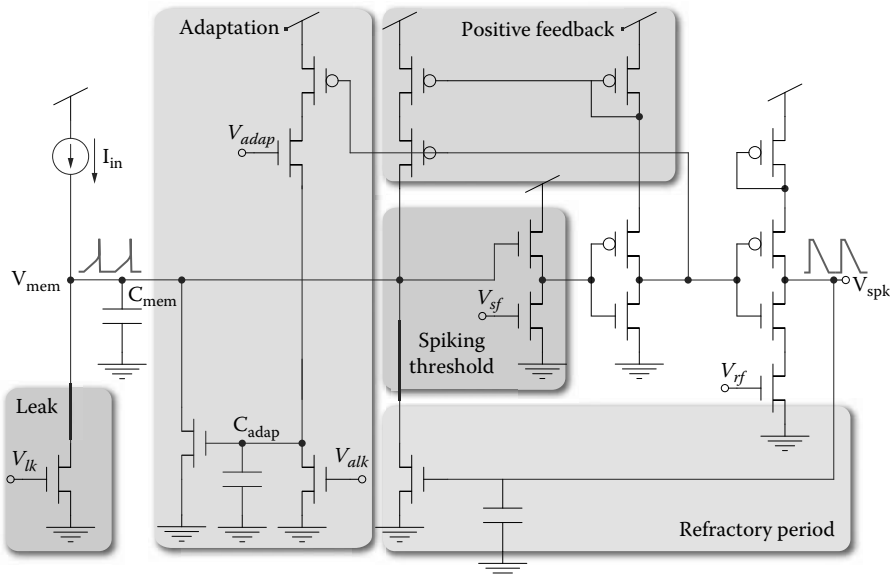 Adaptation
Positive feedback
V_adap
I_in
V_mem
C_mem
V_sf
V_spk
Spiking
threshold
V_rf
Leak
C_adap
V_lk
V_alk
Refractory period